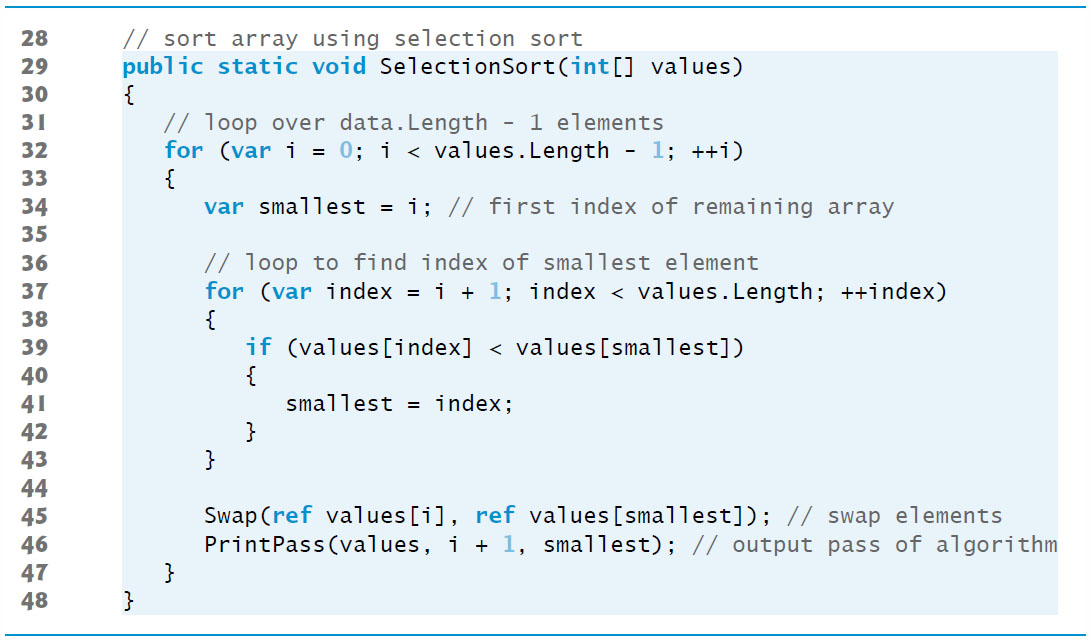 28 // sort array using selection sort
29 public static void SelectionSort(int[] values)
30 {
31 // loop over data.Length - 1 elements
32 for (var i = 0; i < values.Length - 1; ++i)
33 {
34 var smallest = i; // first index of remaining array
35
36 // loop to find index of smallest element
37 for (var index = i + 1; index < values.Length; ++index)
38 {
39 if (values[index] < values[smallest])
40 {
41 smallest = index;
42 }
43 }
44
45 Swap(ref values[i], ref values[smallest]); // swap elements
46 PrintPass(values, i + 1, smallest); // output pass of algorithm
47 }
48 }